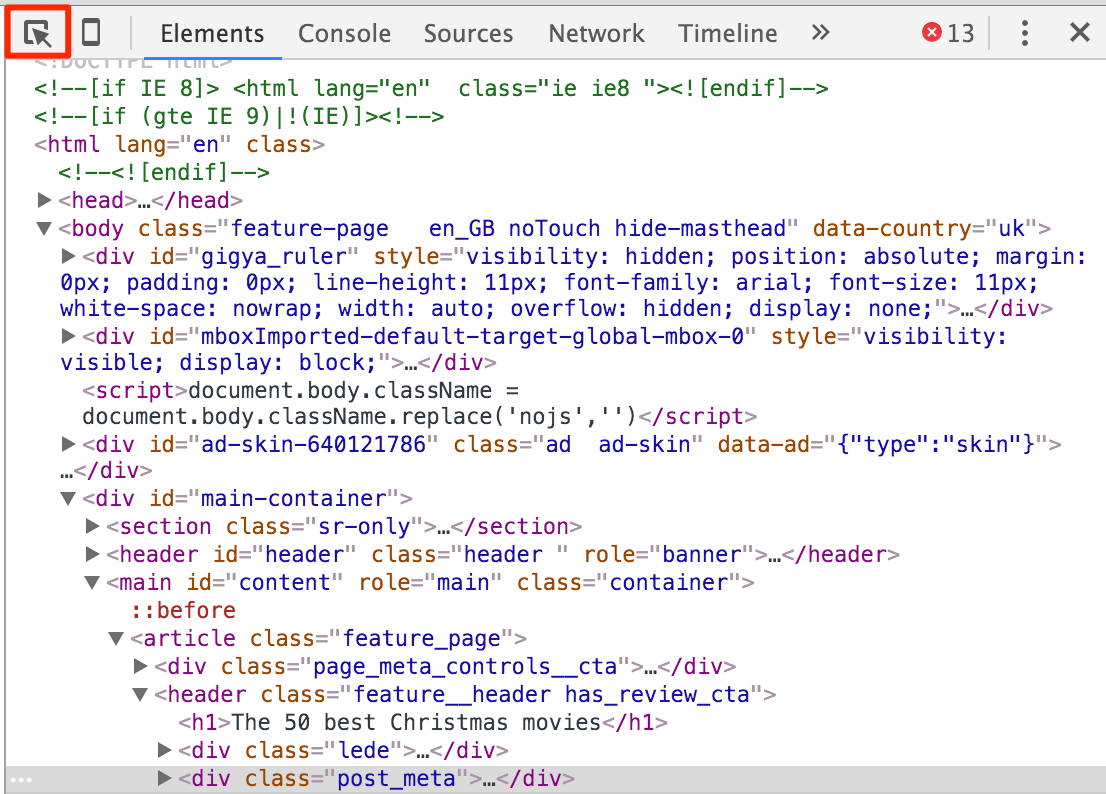 Elements Console Sources Network Timeline » 13
<!DOCTYPE html>
<!--[if IE 8]> <html lang="en"  class="ie ie8 "><![endif]-->
<!--[if (gte IE 9)|!(IE)]><!-->
<html lang="en" class>
<!--<![endif]-->
<head>…</head>
<body class="feature-page   en_GB noTouch hide-masthead" data-country="uk">
<div id="gigya_ruler" style="visibility: hidden; position: absolute; margin:
0px; padding: 0px; line-height: 11px; font-family: arial; font-size: 11px;
white-space: nowrap; width: auto; overflow: hidden; display: none;">…</div>
<div id="mboxImported-default-target-global-mbox-0" style="visibility:
visible; display: block;">…</div>
<script>document.body.className =
document.body.className.replace('nojs','')</script>
<div id="ad-skin-640121786" class="ad  ad-skin" data-ad="{"type":"skin"}">
…</div>
<div id="main-container">
<section class="sr-only">…</section>
<header id="header" class="header " role="banner">…</header>
<main id="content" role="main" class="container">
::before
<article class="feature_page">
<div class="page_meta_controls__cta">…</div>
<header class="feature__header has_review_cta">
<h1>The 50 best Christmas movies</h1>
<div class="lede">…</div>
<div class="post_meta">…</div>